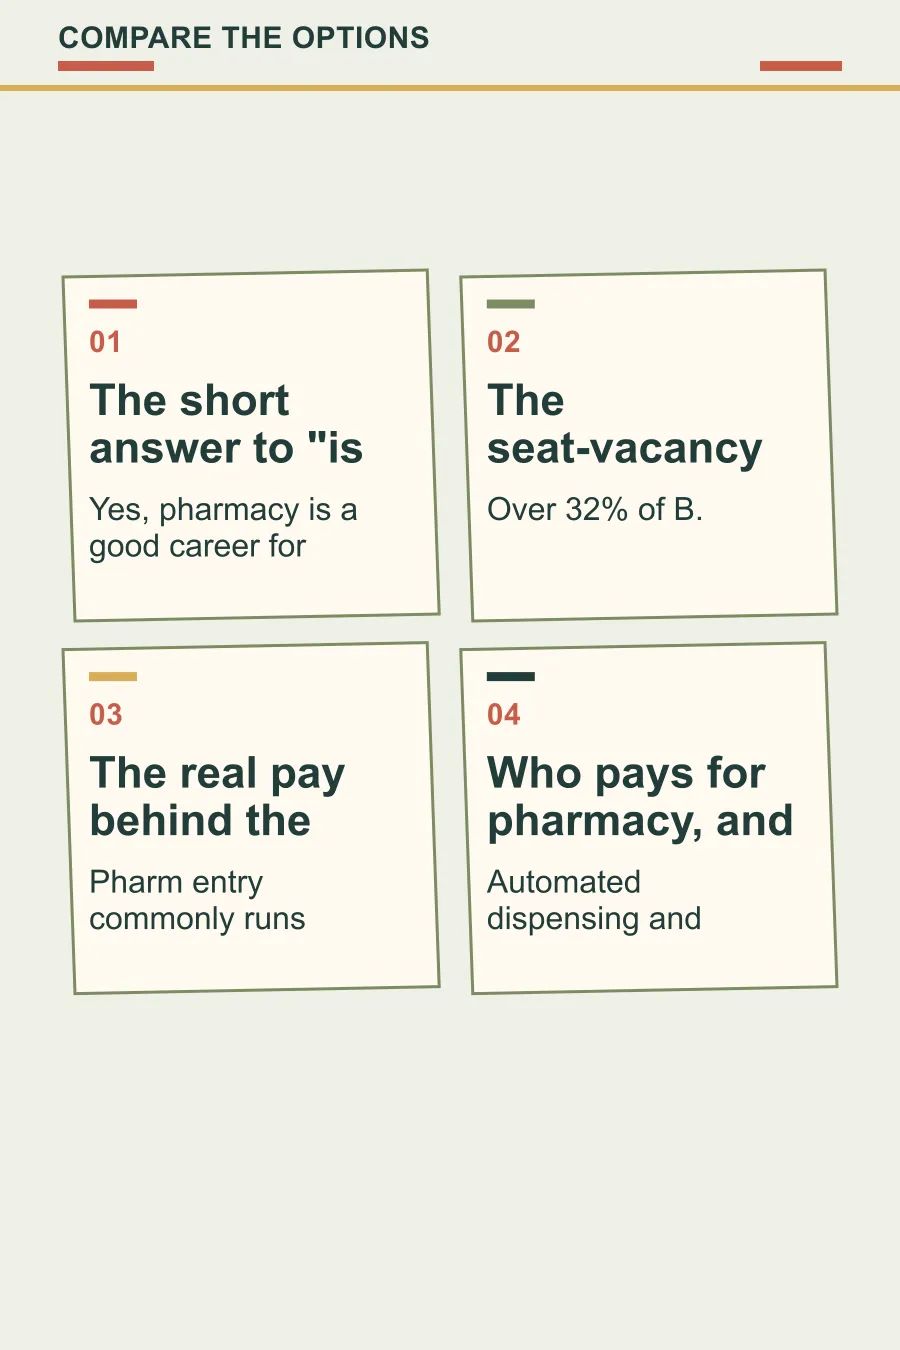 COMPARE THE OPTIONS
01
The short
answer to "is
Yes, pharmacy is a
good career for
02
The
seat-vacancy
Over 32% of B.
03
The real pay
behind the
Pharm entry
commonly runs
04
Who pays for
pharmacy, and
Automated
dispensing and